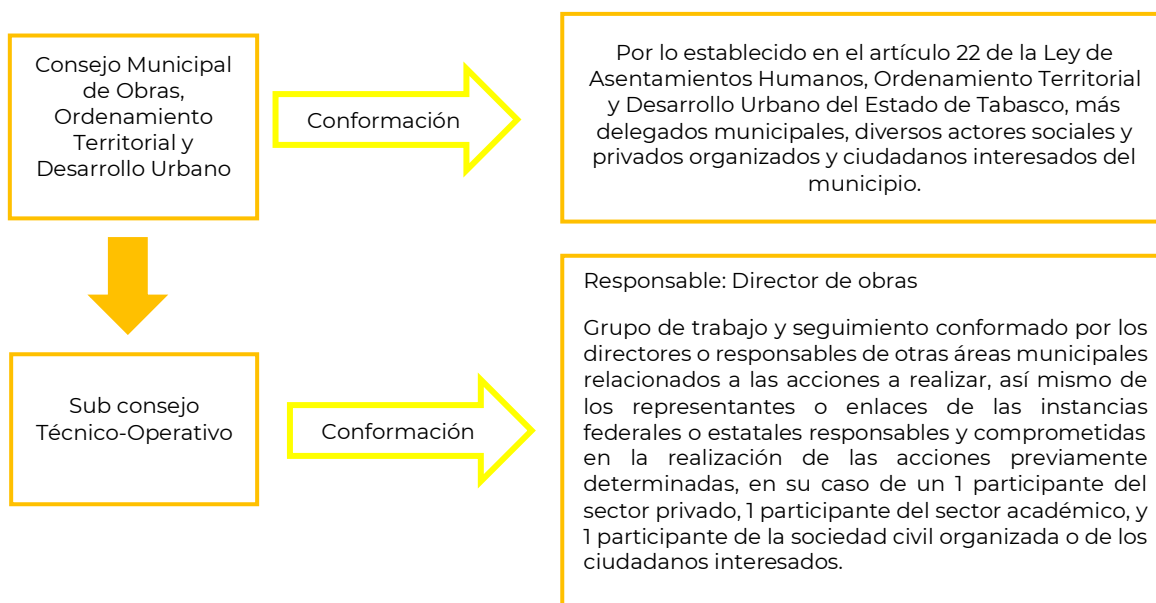 Consejo Municipal
de Obras,
Ordenamiento
Territorial y
Desarrollo Urbano
Conformación
Por lo establecido en el artículo 22 de la Ley de
Asentamientos Humanos, Ordenamiento Territorial
y Desarrollo Urbano del Estado de Tabasco, más
delegados municipales, diversos actores sociales y
privados organizados y ciudadanos interesados del
municipio.
Sub consejo
Técnico-Operativo
Conformación
Responsable: Director de obras
Grupo de trabajo y seguimiento conformado por los
directores o responsables de otras áreas municipales
relacionados a las acciones a realizar, así mismo de
los representantes o enlaces de las instancias
federales o estatales responsables y comprometidas
en la realización de las acciones previamente
determinadas, en su caso de un 1 participante del
sector privado, 1 participante del sector académico, y
1 participante de la sociedad civil organizada o de los
ciudadanos interesados.